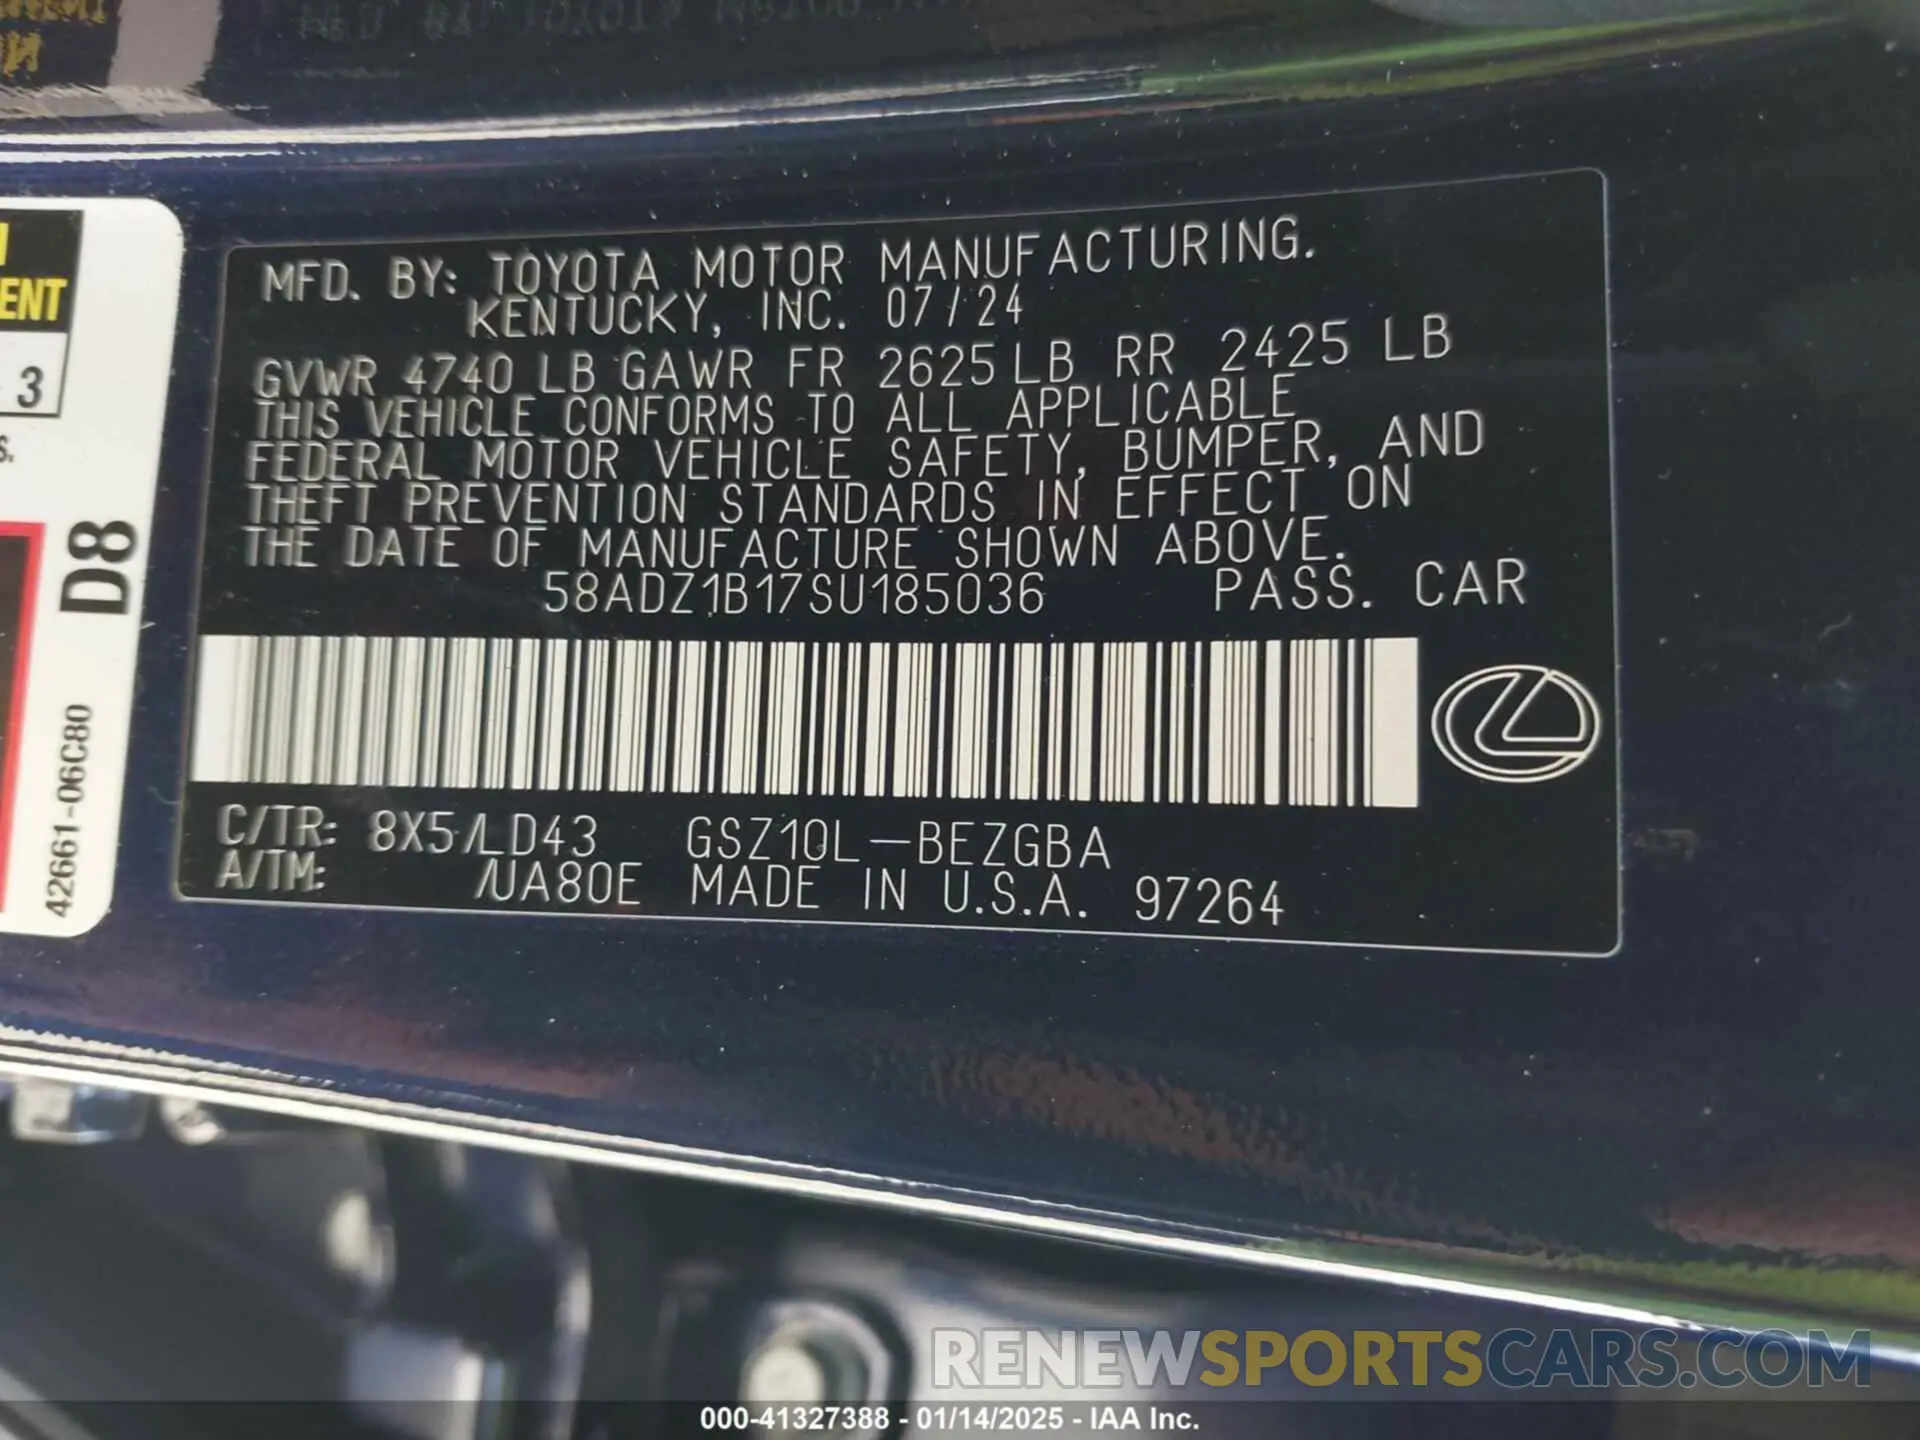 ENT
3
S.
D8
42661-06C80
MFD. BY: TOYOTA MOTOR MANUFACTURING.
KENTUCKY, INC. 07/24
GVWR 4740 LB GAWR FR 2625 LB RR 2425 LB
THIS VEHICLE CONFORMS TO ALL APPLICABLE
FEDERAL MOTOR VEHICLE SAFETY, BUMPER, AND
THEFT PREVENTION STANDARDS IN EFFECT ON
THE DATE OF MANUFACTURE SHOWN ABOVE.
58ADZ1B17SU185036 PASS. CAR
C/TR: 8X5/LD43 GSZ10L-BEZGBA
A/TM: /UA80E MADE IN U.S.A. 97264
RENEWSPORTSCARS.COM
000-41327388 - 01/14/2025 - IAA Inc.